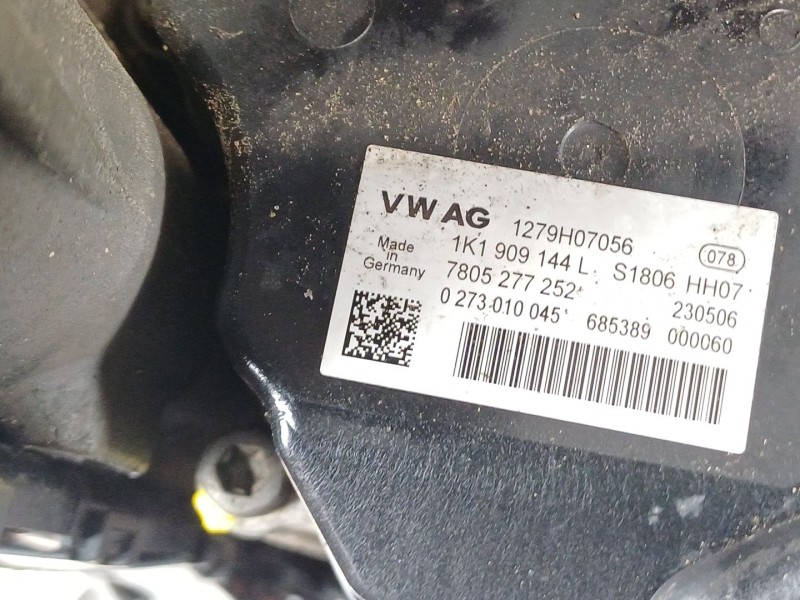 VW AG 1279H07056 078
Made in Germany 1K1 909 144 L S1806 HH07
7805 277 252 230506
0 273 010 045 685389 000060